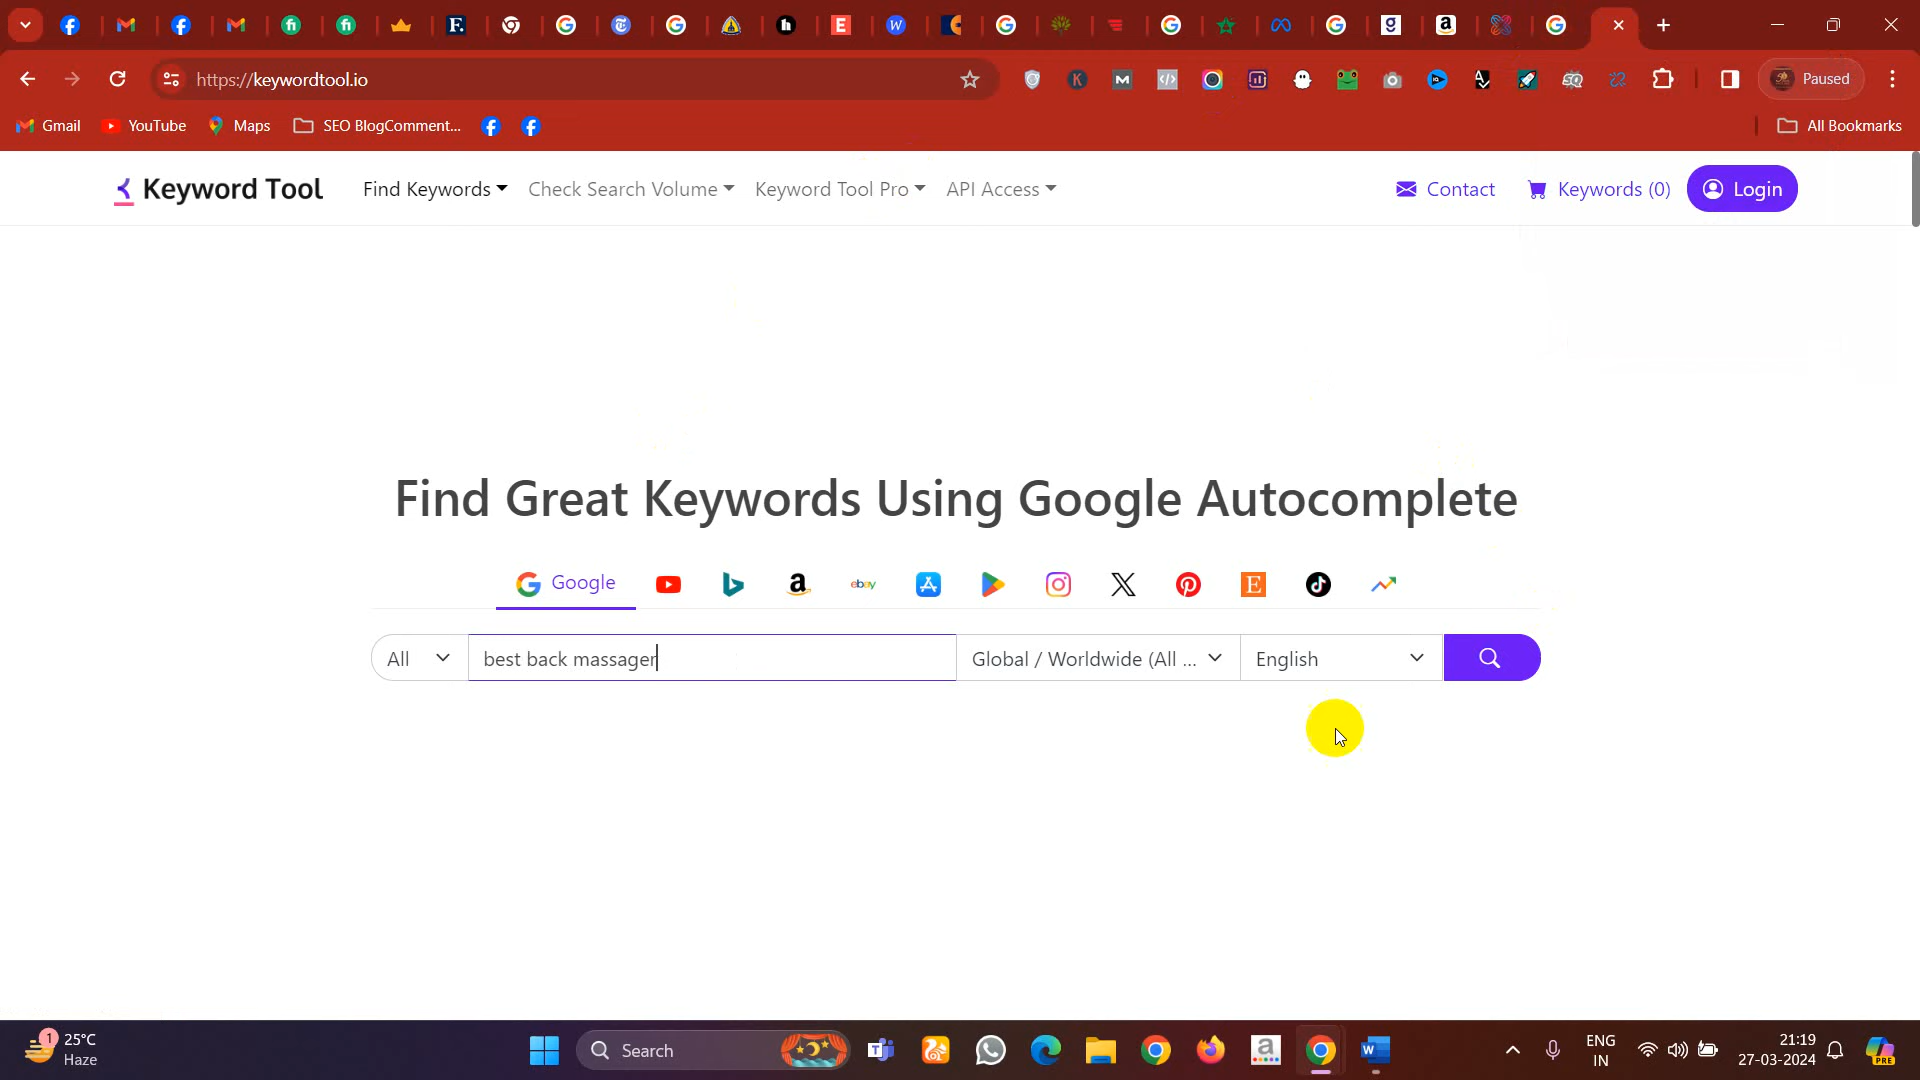 https://keywordtool.io
Paused
Gmail
YouTube
Maps
SEO BlogComment...
All Bookmarks
Keyword Tool
Find Keywords
Check Search Volume
Keyword Tool Pro
API Access
Contact
Keywords (0)
Login
Find Great Keywords Using Google Autocomplete
Google
ebay
All
best back massager
Global / Worldwide (All ...
English
1
25°C
Haze
Search
ENG
IN
21:19
27-03-2024
PRE